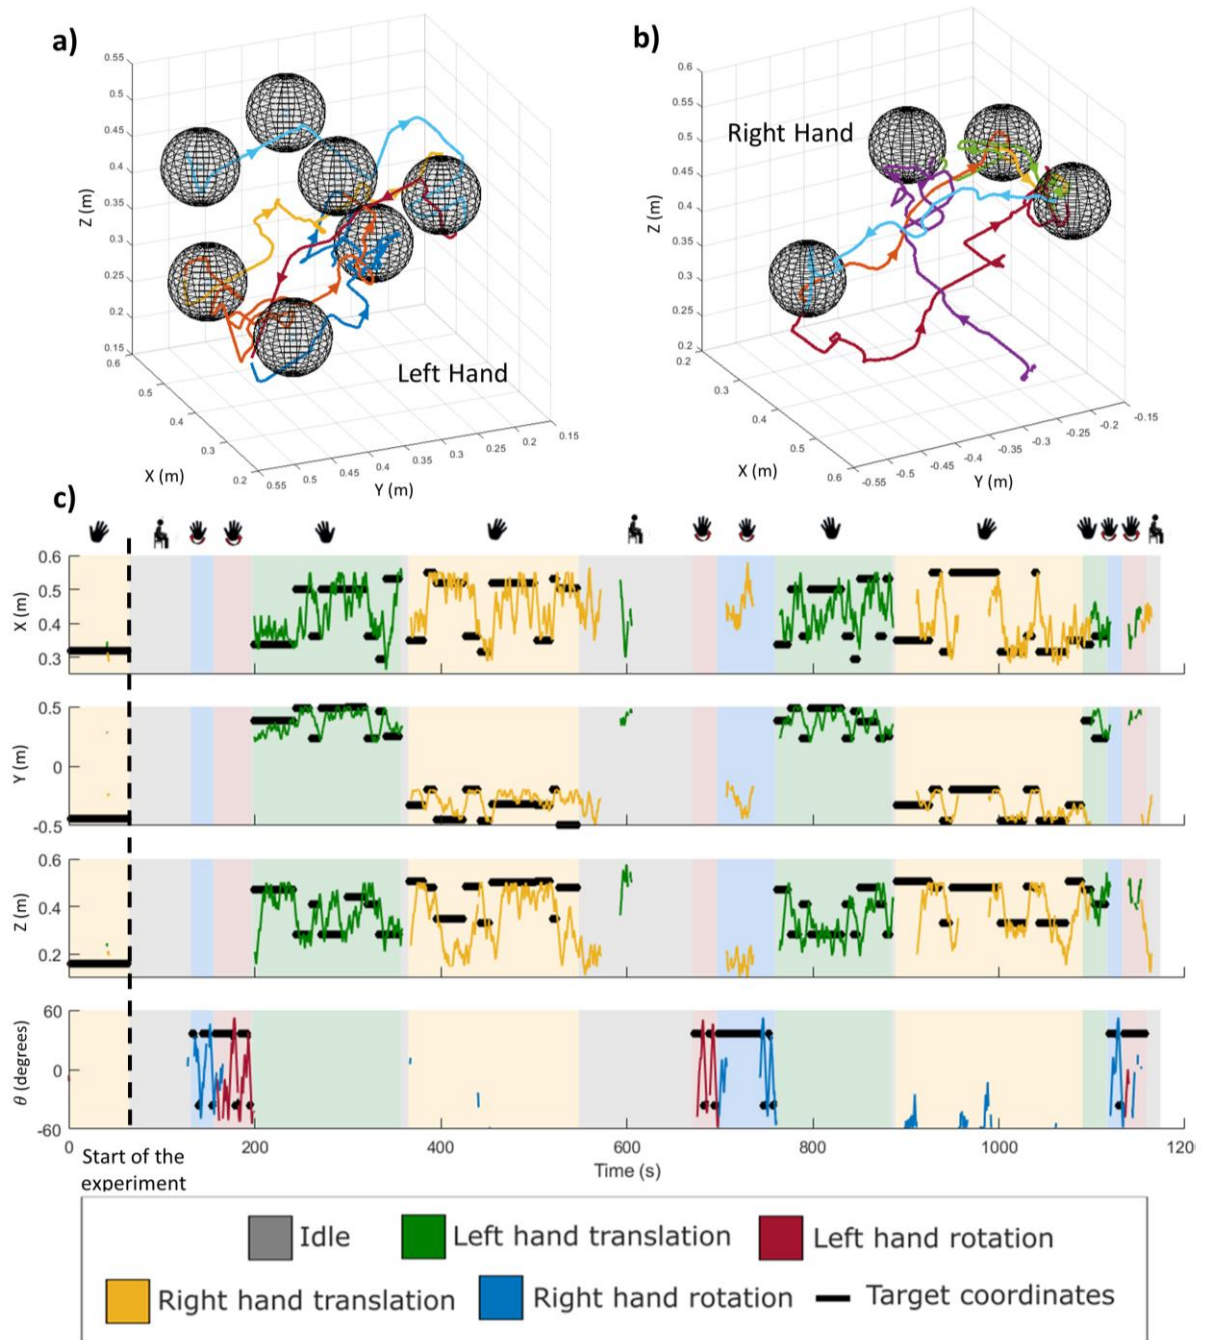 a)
b)
0.55
0.5
0.45
0.4
0.35
0.3
0.25
0.2
0.15
Z (m)
0.6
0.5
0.4
0.3
0.2
X (m)
0.55
0.5
0.45
0.4
0.35
0.3
0.25
0.2
0.15
Y (m)
Left Hand
0.6
0.55
0.5
0.45
0.4
0.35
0.3
0.25
0.2
Z (m)
Right Hand
0.2
0.3
0.4
0.5
0.6
X (m)
-0.55
-0.5
-0.45
-0.4
-0.35
-0.3
-0.25
-0.2
-0.15
Y (m)
c)
0.6
0.5
0.4
0.3
X (m)
0.5
0
-0.5
Y (m)
0.6
0.4
0.2
Z (m)
60
0
-60
θ (degrees)
0 200 400 600 800 1000 120
Time (s)
Start of the
experiment
Idle Left hand translation Left hand rotation
Right hand translation Right hand rotation Target coordinates